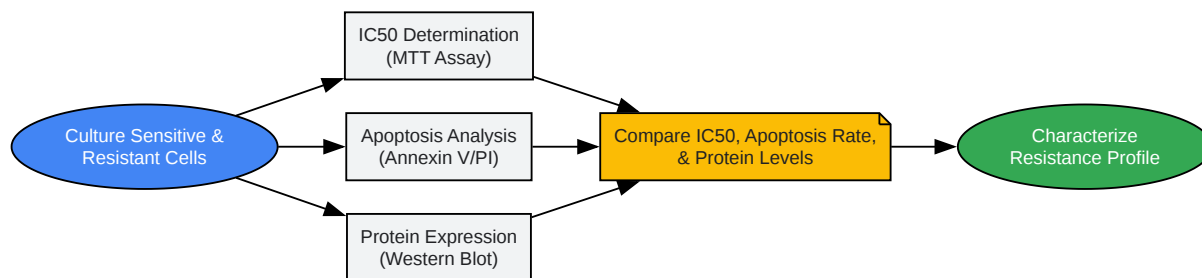 IC50 Determination
(MTT Assay)
Culture Sensitive &
Resistant Cells
Apoptosis Analysis
(Annexin V/PI)
Compare IC50, Apoptosis Rate,
& Protein Levels
Characterize
Resistance Profile
Protein Expression
(Western Blot)